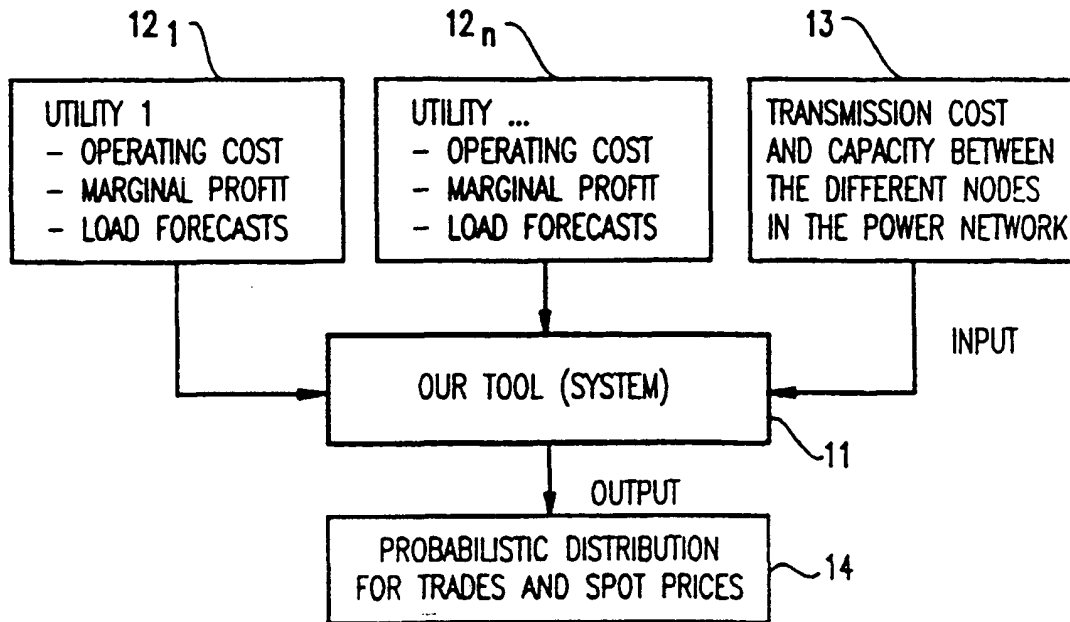 12 1
UTILITY 1
- OPERATING COST
- MARGINAL PROFIT
- LOAD FORECASTS
12 n
UTILITY ...
- OPERATING COST
- MARGINAL PROFIT
- LOAD FORECASTS
13
TRANSMISSION COST
AND CAPACITY BETWEEN
THE DIFFERENT NODES
IN THE POWER NETWORK
INPUT
OUR TOOL (SYSTEM)
11
OUTPUT
PROBABILISTIC DISTRIBUTION
FOR TRADES AND SPOT PRICES
14